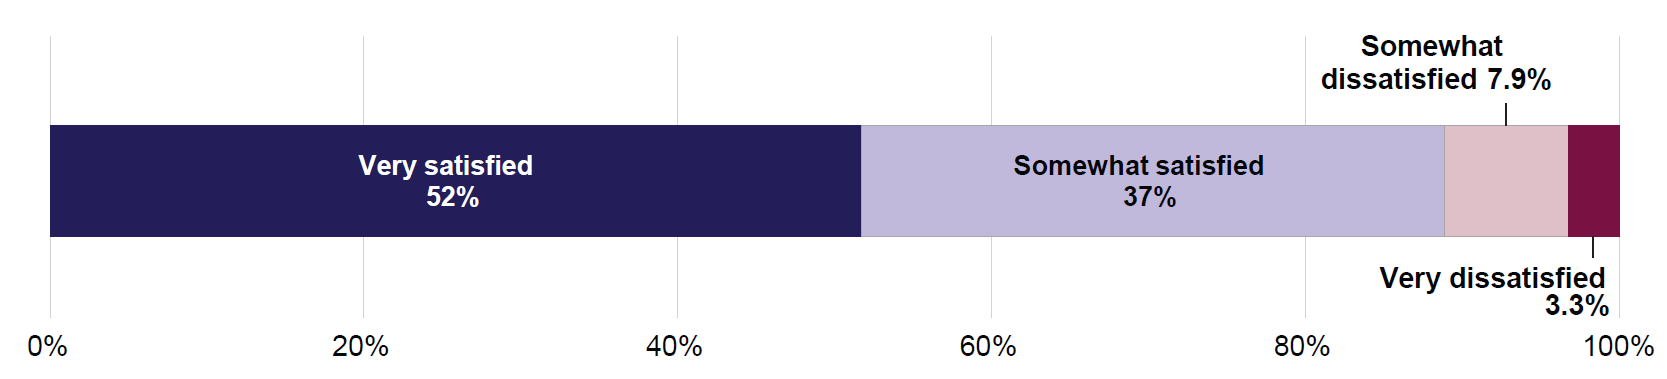 Somewhat
dissatisfied 7.9%
Very satisfied
52%
Somewhat satisfied
37%
Very dissatisfied
3.3%
0%
20%
40%
60%
80%
100%